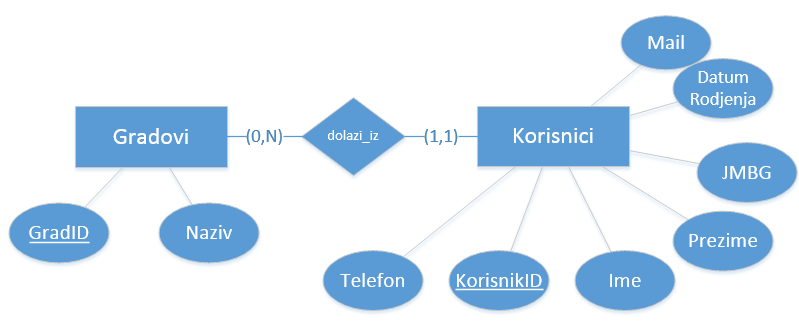 Mail
Datum
Rodjenja
Gradovi
(0,N)
dolazi_iz
(1,1)
Korisnici
JMBG
GradID
Naziv
Prezime
Telefon
KorisnikID
Ime